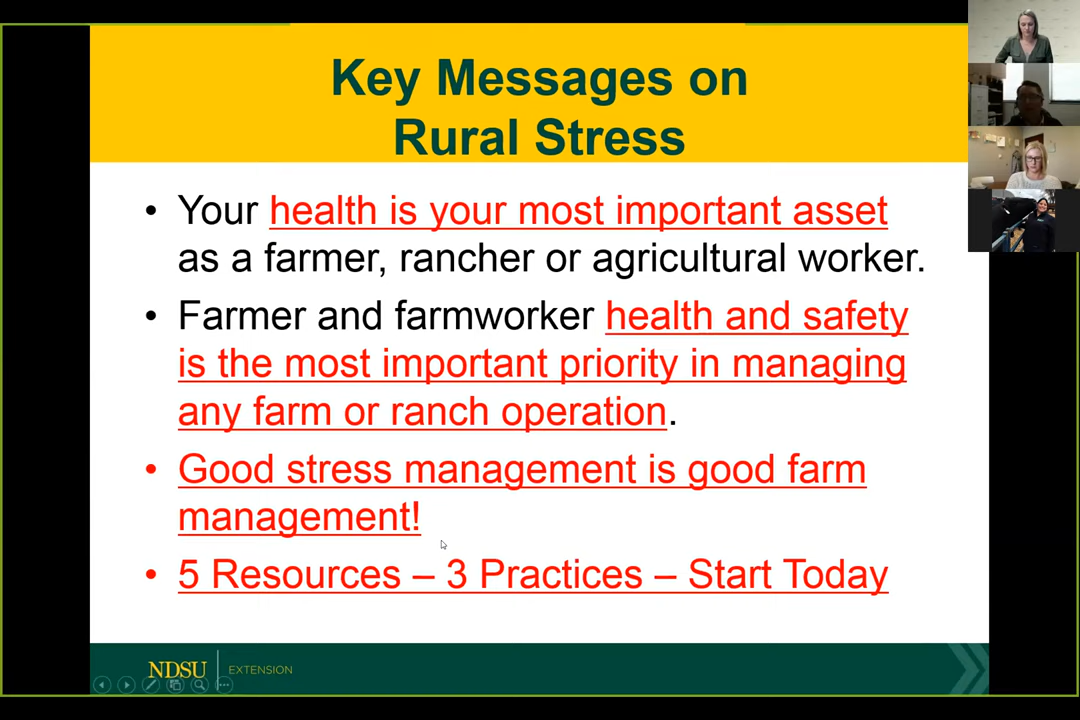 Key Messages on
Rural Stress
• Your health is your most important asset
as a farmer, rancher or agricultural worker.
• Farmer and farmworker health and safety
is the most important priority in managing
any farm or ranch operation.
• Good stress management is good farm
management!
• 5 Resources – 3 Practices – Start Today
NDSU EXTENSION